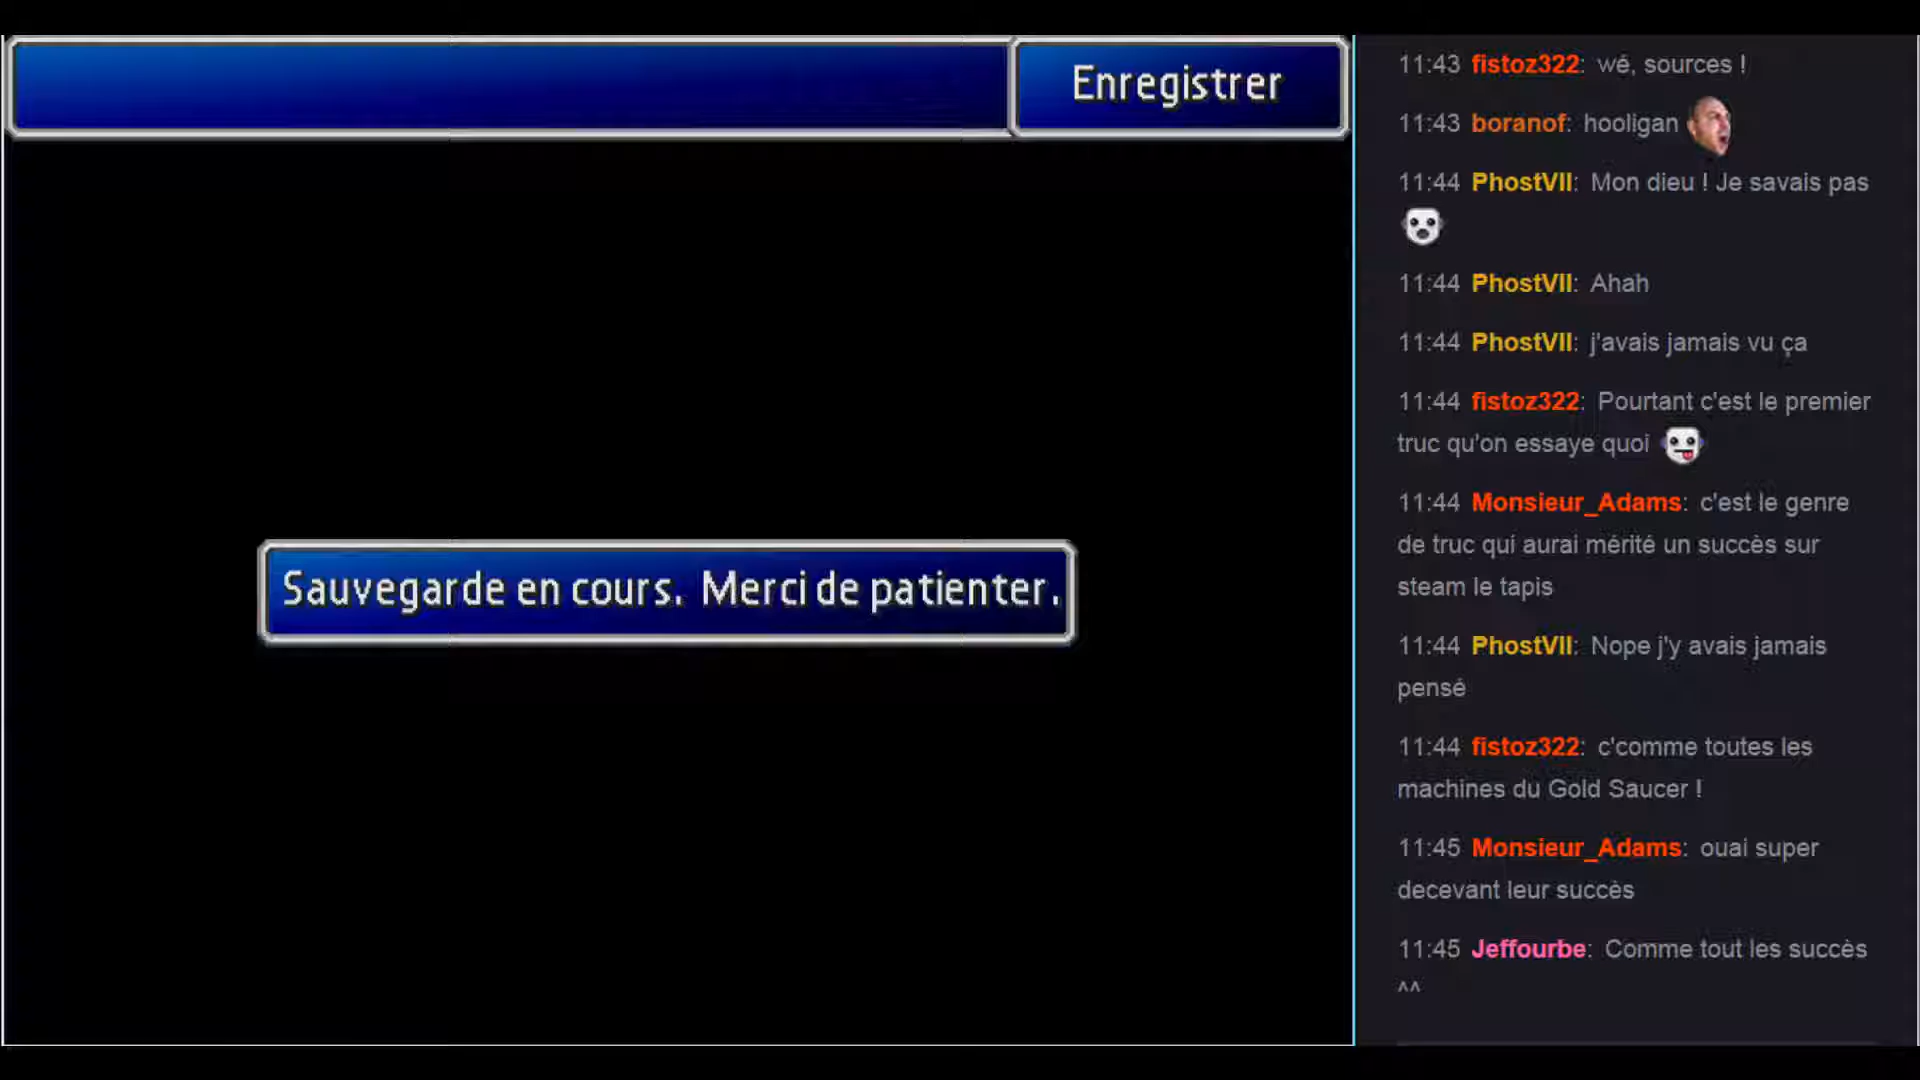 Enregistrer
Sauvegarde en cours. Merci de patienter.
11:43 fistoz322: wé, sources !
11:43 boranof: hooligan
11:44 PhostVII: Mon dieu ! Je savais pas
11:44 PhostVII: Ahah
11:44 PhostVII: j'avais jamais vu ça
11:44 fistoz322: Pourtant c'est le premier
truc qu'on essaye quoi
11:44 Monsieur_Adams: c'est le genre
de truc qui aurai mérité un succès sur
steam le tapis
11:44 PhostVII: Nope j'y avais jamais
pensé
11:44 fistoz322: c'comme toutes les
machines du Gold Saucer !
11:45 Monsieur_Adams: ouai super
decevant leur succès
11:45 Jeffourbe: Comme tout les succès
^^